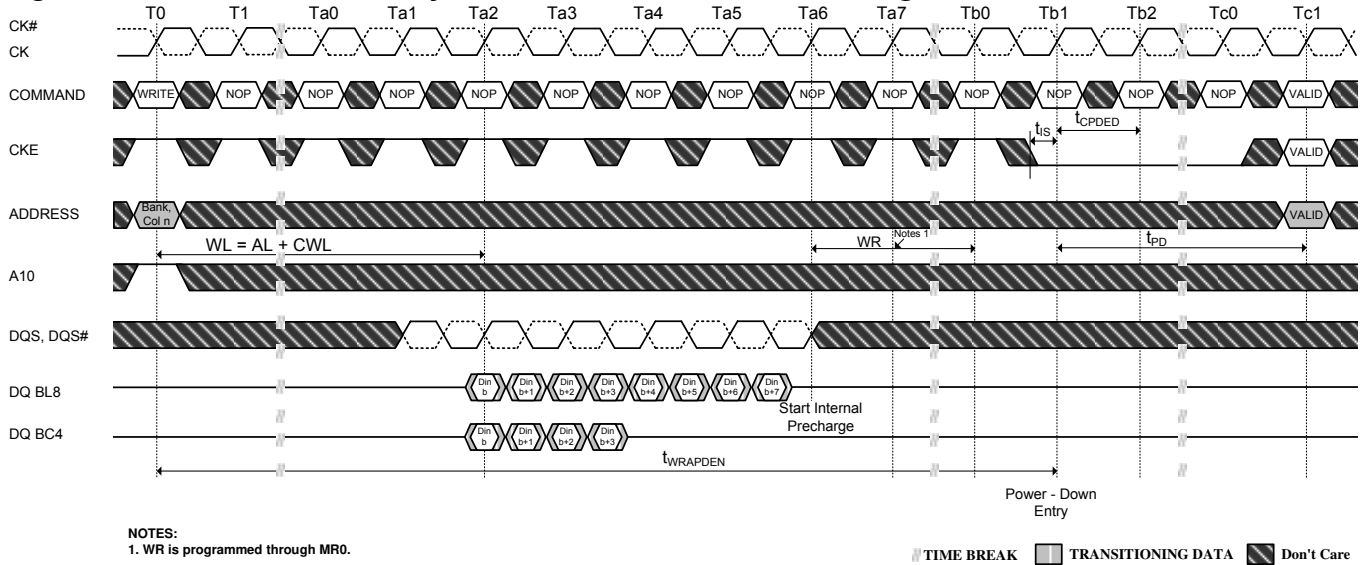 T0 T1 Ta0 Ta1 Ta2 Ta3 Ta4 Ta5 Ta6 Ta7 Tb0 Tb1 Tb2 Tc0 Tc1
CK#
CK
COMMAND WRITE NOP NOP NOP NOP NOP NOP NOP NOP NOP NOP NOP NOP NOP VALID
tIS tCPDED
CKE VALID
ADDRESS Bank, Col n VALID
WL = AL + CWL WR Notes 1 tPD
A10
DQS, DQS#
DQ BL8 Din b Din b+1 Din b+2 Din b+3 Din b+4 Din b+5 Din b+6 Din b+7
Start Internal
Precharge
DQ BC4 Din b Din b+1 Din b+2 Din b+3
tWRAPDEN
Power - Down
Entry
NOTES:
1. WR is programmed through MR0.
TIME BREAK TRANSITIONING DATA Don't Care